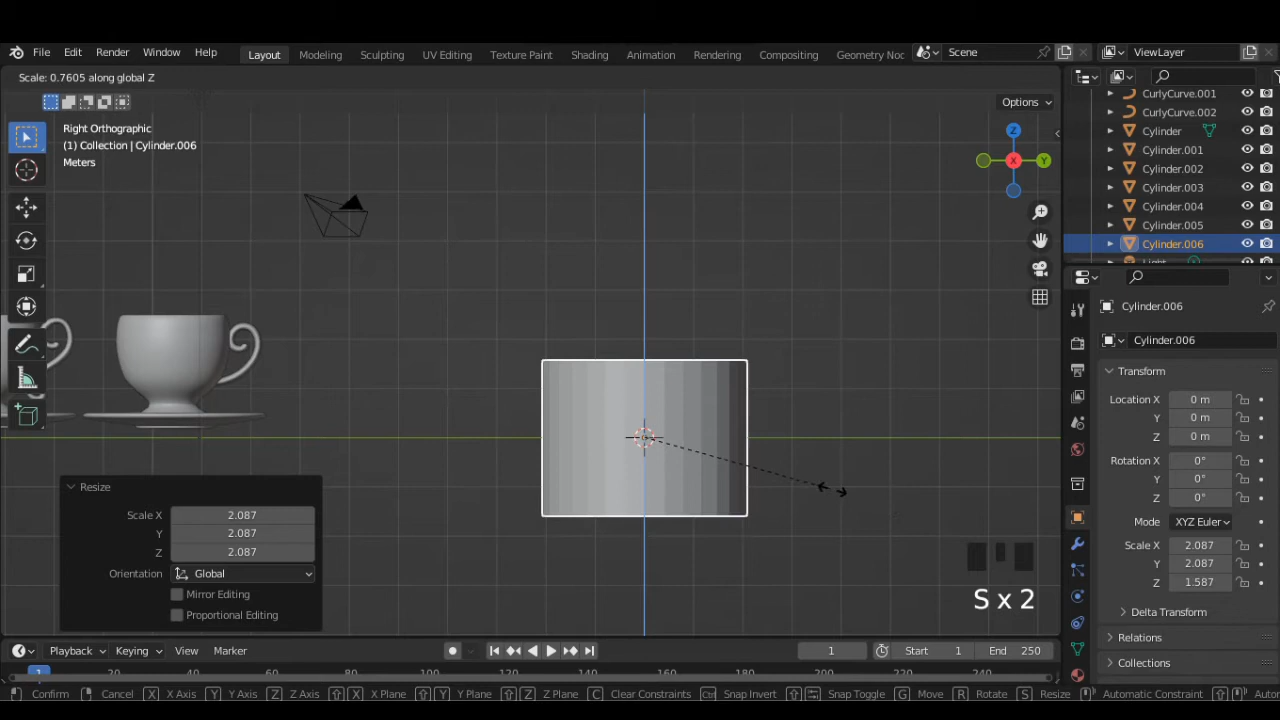 File Edit Render Window Help Layout Modeling Sculpting UV Editing Texture Paint Shading Animation Rendering Compositing Geometry Noc Scene ViewLayer
Scale: 0.7605 along global Z
Options
Right Orthographic
(1) Collection | Cylinder.006
Meters
Z
Y
X
CurlyCurve.001
CurlyCurve.002
Cylinder
Cylinder.001
Cylinder.002
Cylinder.003
Cylinder.004
Cylinder.005
Cylinder.006
Light
Cylinder.006
Cylinder.006
Transform
Location X 0 m
Y 0 m
Z 0 m
Rotation X 0°
Y 0°
Z 0°
Mode XYZ Euler
Scale X 2.087
Y 2.087
Z 1.587
Delta Transform
Relations
Collections
Resize
Scale X 2.087
Y 2.087
Z 2.087
Orientation Global
Mirror Editing
Proportional Editing
S x 2
Playback Keying View Marker 1 Start 1 End 250
1 20 40 60 80 100 120 140 160 180 200 220 240
Confirm Cancel X X Axis Y Y Axis Z Z Axis X X Plane Y Y Plane Z Z Plane C Clear Constraints Ctrl Snap Invert Snap Toggle G Move R Rotate S Resize Automatic Constraint Auto